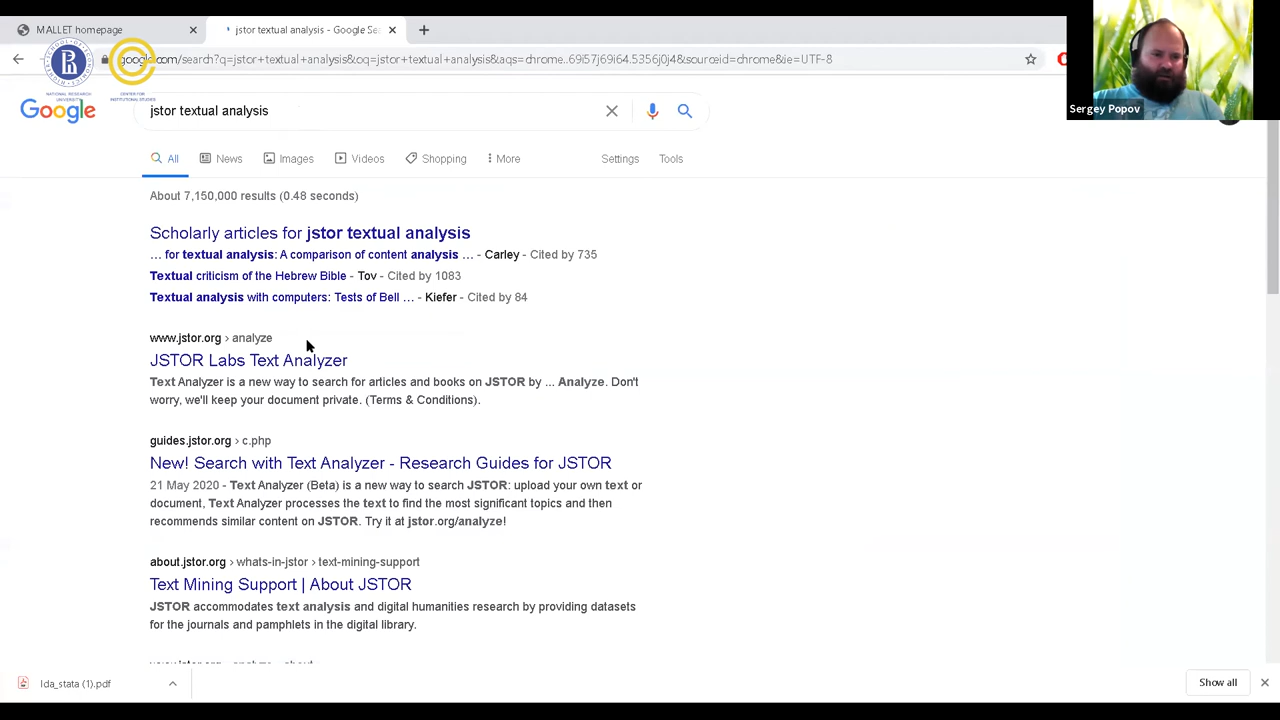 MALLET homepage
jstor textual analysis - Google Se
google.com/search?q=jstor+textual+analysis&oq=jstor+textual+analysis&aqs=chrome..69i57j69i64.5356j0j4&sourceid=chrome&ie=UTF-8
Sergey Popov
NATIONAL RESEARCH
UNIVERSITY
CENTER FOR
INSTITUTIONAL STUDIES
Google
jstor textual analysis
All
News
Images
Videos
Shopping
More
Settings
Tools
About 7,150,000 results (0.48 seconds)
Scholarly articles for jstor textual analysis
... for textual analysis: A comparison of content analysis ... - Carley - Cited by 735
Textual criticism of the Hebrew Bible - Tov - Cited by 1083
Textual analysis with computers: Tests of Bell ... - Kiefer - Cited by 84
www.jstor.org › analyze
JSTOR Labs Text Analyzer
Text Analyzer is a new way to search for articles and books on JSTOR by ... Analyze. Don't
worry, we'll keep your document private. (Terms & Conditions).
guides.jstor.org › c.php
New! Search with Text Analyzer - Research Guides for JSTOR
21 May 2020 - Text Analyzer (Beta) is a new way to search JSTOR: upload your own text or
document, Text Analyzer processes the text to find the most significant topics and then
recommends similar content on JSTOR. Try it at jstor.org/analyze!
about.jstor.org › whats-in-jstor › text-mining-support
Text Mining Support | About JSTOR
JSTOR accommodates text analysis and digital humanities research by providing datasets
for the journals and pamphlets in the digital library.
lda_stata (1).pdf
Show all